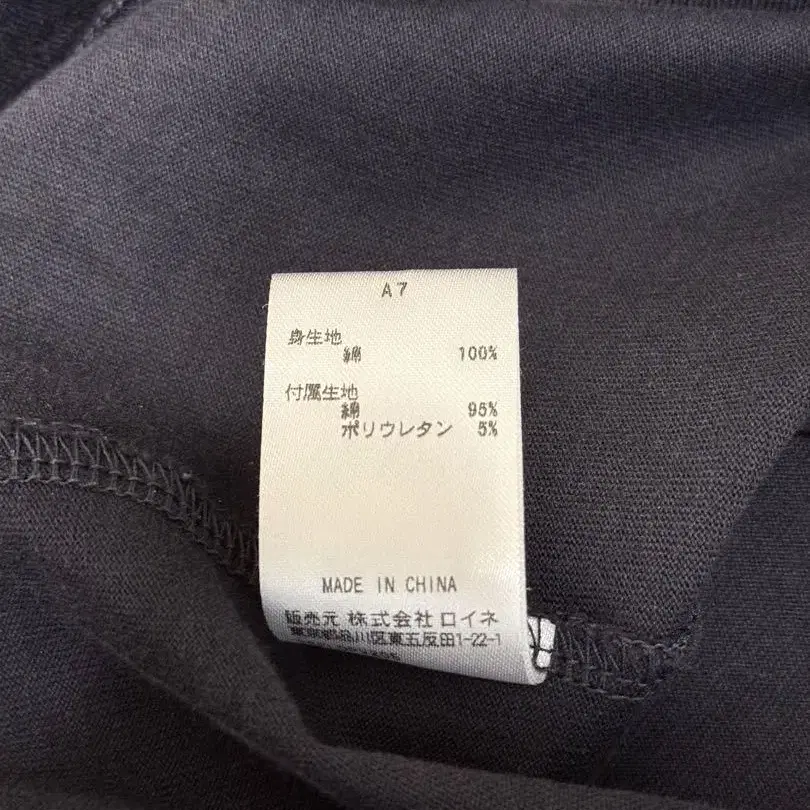 A7
身生地
綿 100%
付属生地
綿 95%
ポリウレタン 5%
MADE IN CHINA
販売元 株式会社 ロイネ
東京都品川区東五反田1-22-1